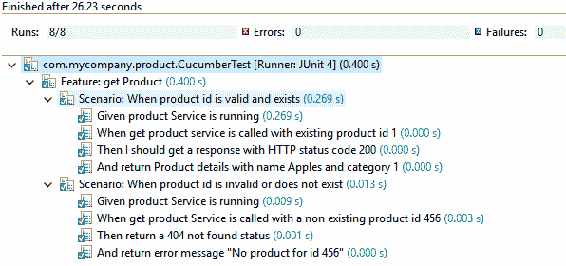 Finished after 26.23 seconds
Runs: 8/8 Errors: 0 Failures: 0
com.mycompany.product.CucumberTest [Runner: JUnit 4] (0.400 s)
Feature: get Product (0.400 s)
Scenario: When product id is valid and exists (0.269 s)
Given product Service is running (0.269 s)
When get product service is called with existing product id 1 (0.000 s)
Then I should get a response with HTTP status code 200 (0.000 s)
And return Product details with name Apples and category 1 (0.000 s)
Scenario: When product id is invalid or does not exist (0.013 s)
Given product Service is running (0.009 s)
When get product Service is called with a non existing product id 456 (0.003 s)
Then return a 404 not found status (0.001 s)
And return error message "No product for id 456" (0.000 s)